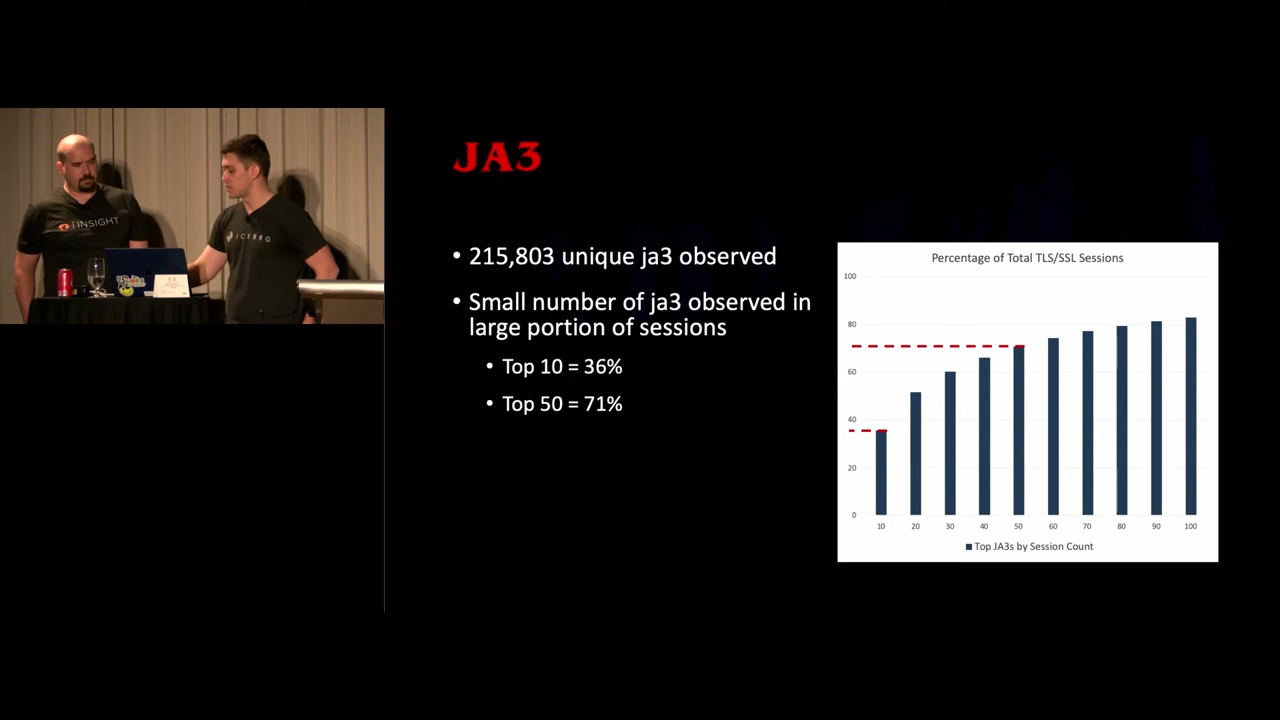 JA3
• 215,803 unique ja3 observed
• Small number of ja3 observed in
large portion of sessions
• Top 10 = 36%
• Top 50 = 71%
Percentage of Total TLS/SSL Sessions
100
80
60
40
20
0
10 20 30 40 50 60 70 80 90 100
Top JA3s by Session Count
INSIGHT
ICEBRG